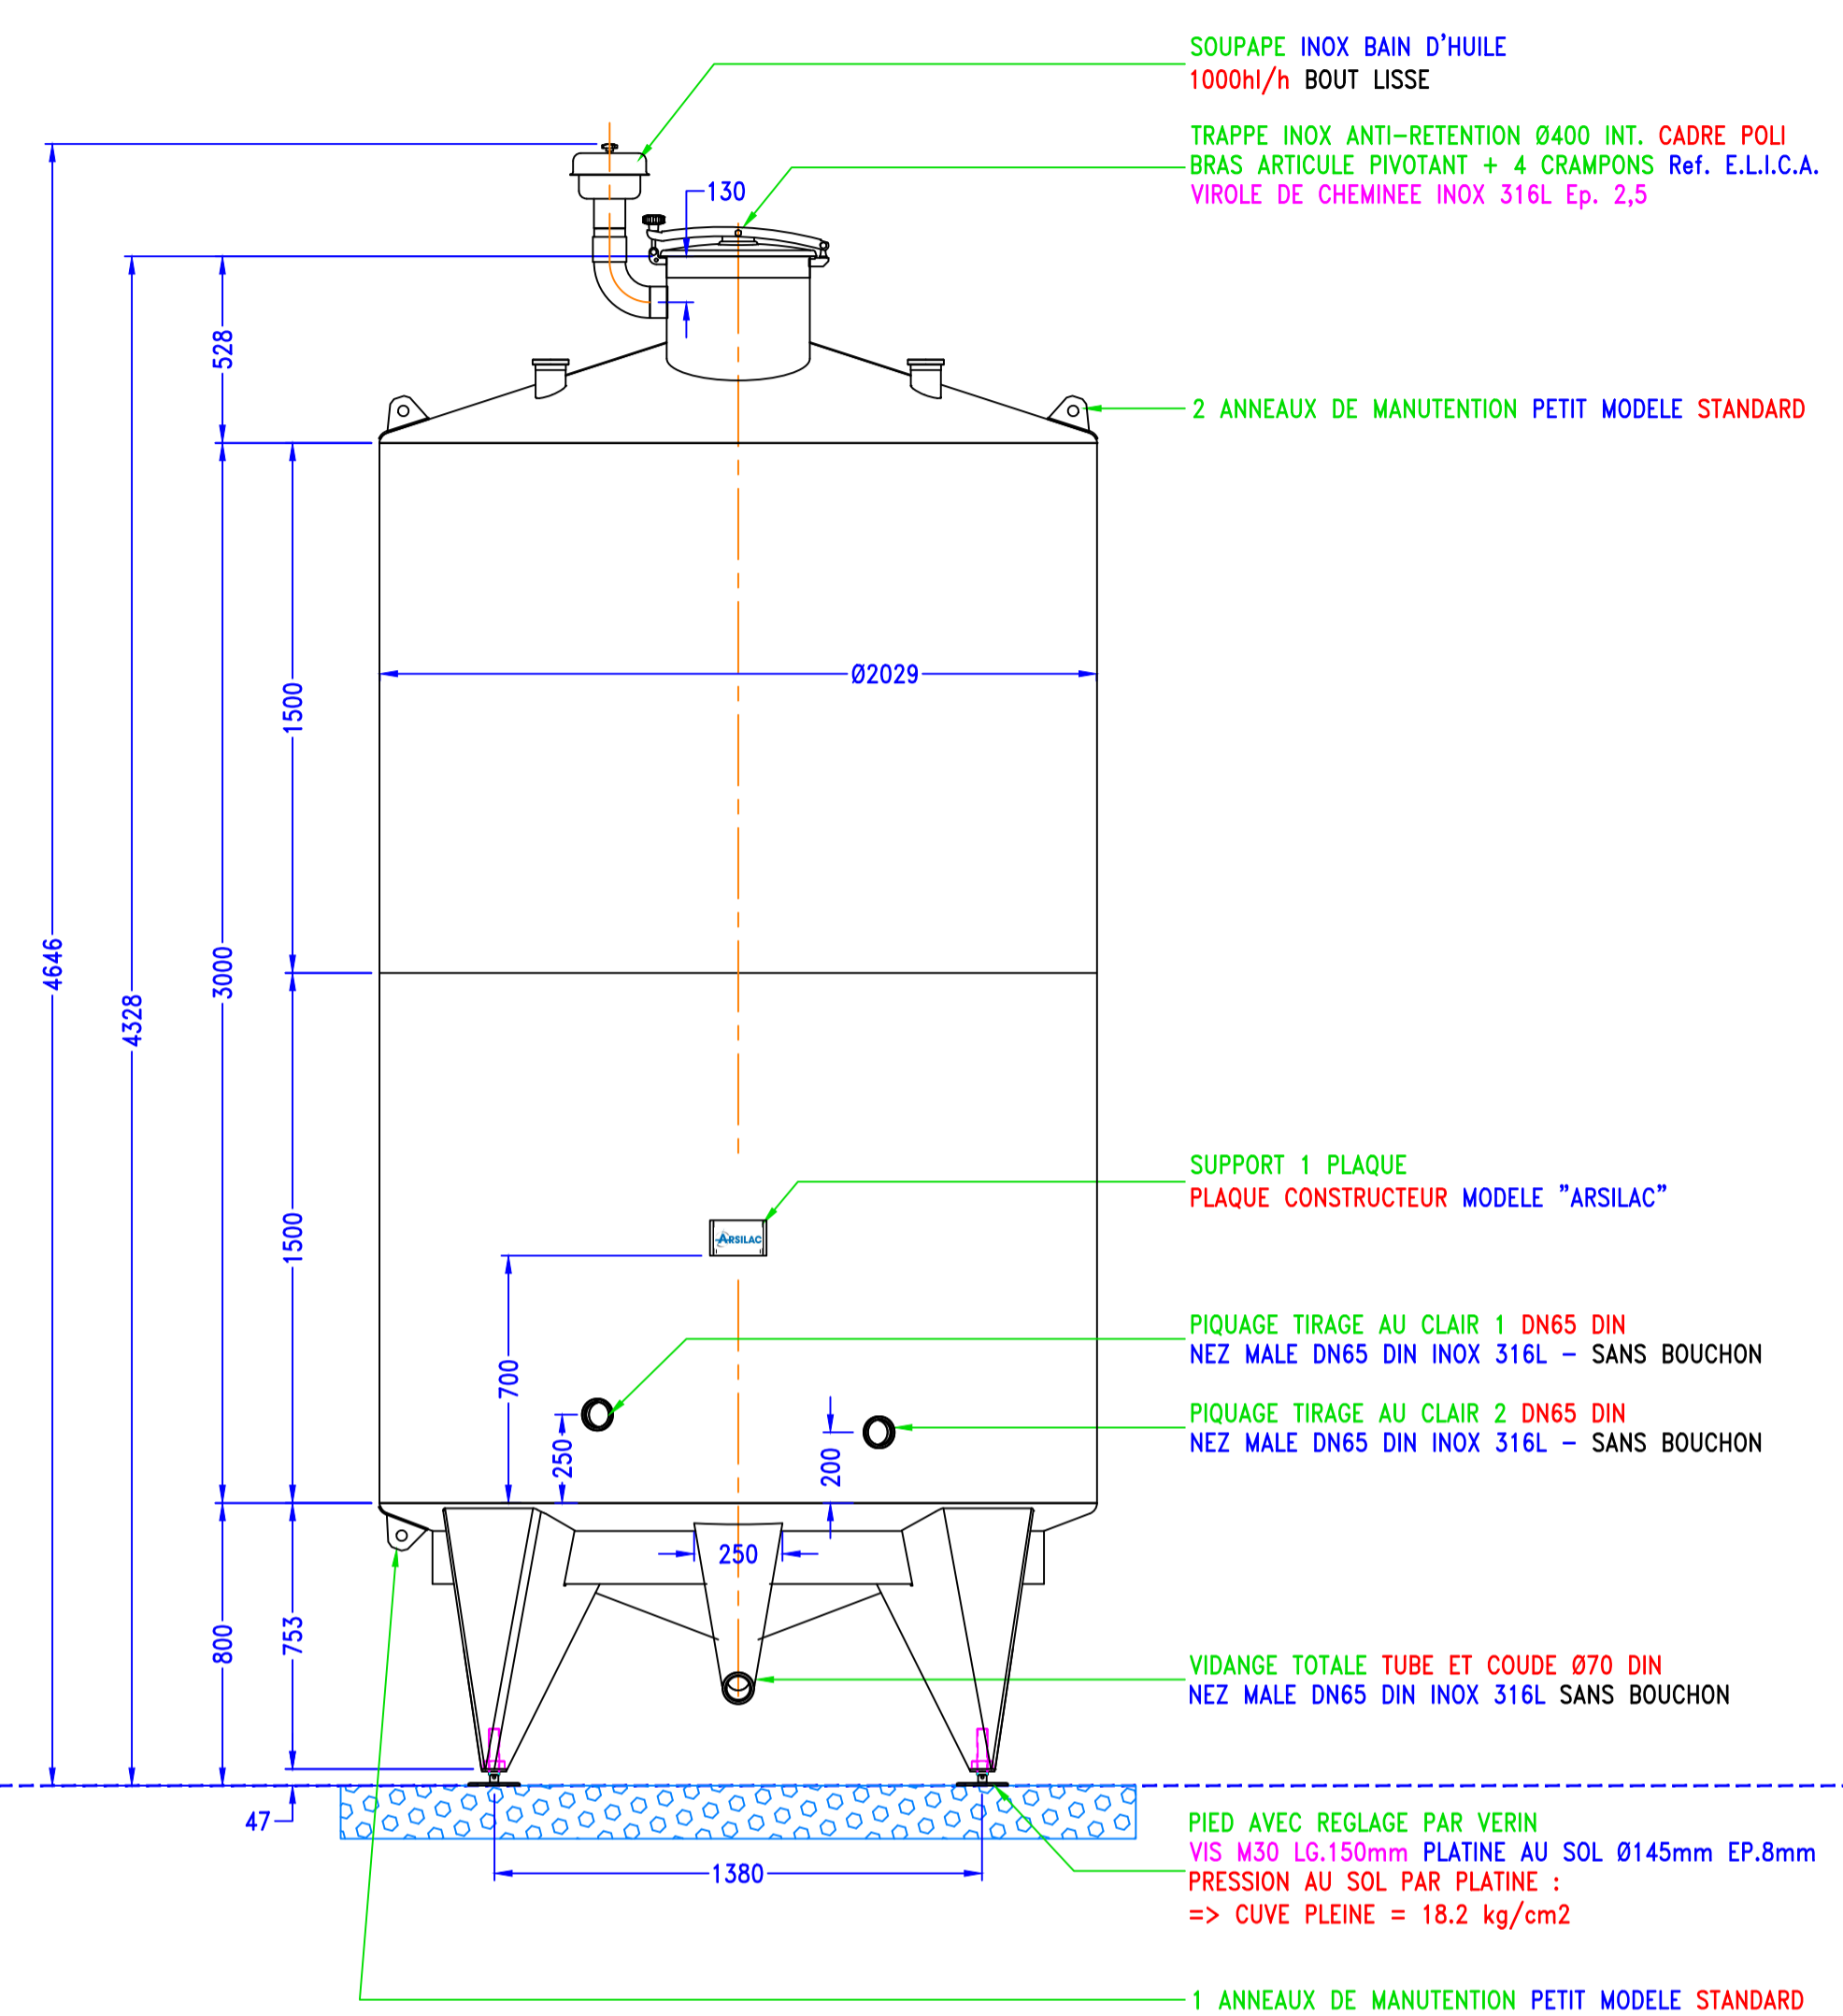 SOUPAPE INOX BAIN D'HUILE
1000hl/h BOUT LISSE
TRAPPE INOX ANTI-RETENTION Ø400 INT. CADRE POLI
BRAS ARTICULE PIVOTANT + 4 CRAMPONS Ref. E.L.I.C.A.
VIROLE DE CHEMINEE INOX 316L Ep. 2,5
130
528
2 ANNEAUX DE MANUTENTION PETIT MODELE STANDARD
Ø2029
1500
4646
4328
3000
SUPPORT 1 PLAQUE
PLAQUE CONSTRUCTEUR MODELE "ARSILAC"
ARSILAC
1500
700
PIQUAGE TIRAGE AU CLAIR 1 DN65 DIN
NEZ MALE DN65 DIN INOX 316L - SANS BOUCHON
PIQUAGE TIRAGE AU CLAIR 2 DN65 DIN
NEZ MALE DN65 DIN INOX 316L - SANS BOUCHON
250
200
250
800
753
VIDANGE TOTALE TUBE ET COUDE Ø70 DIN
NEZ MALE DN65 DIN INOX 316L SANS BOUCHON
47
1380
PIED AVEC REGLAGE PAR VERIN
VIS M30 LG.150mm PLATINE AU SOL Ø145mm EP.8mm
PRESSION AU SOL PAR PLATINE :
=> CUVE PLEINE = 18.2 kg/cm2
1 ANNEAUX DE MANUTENTION PETIT MODELE STANDARD